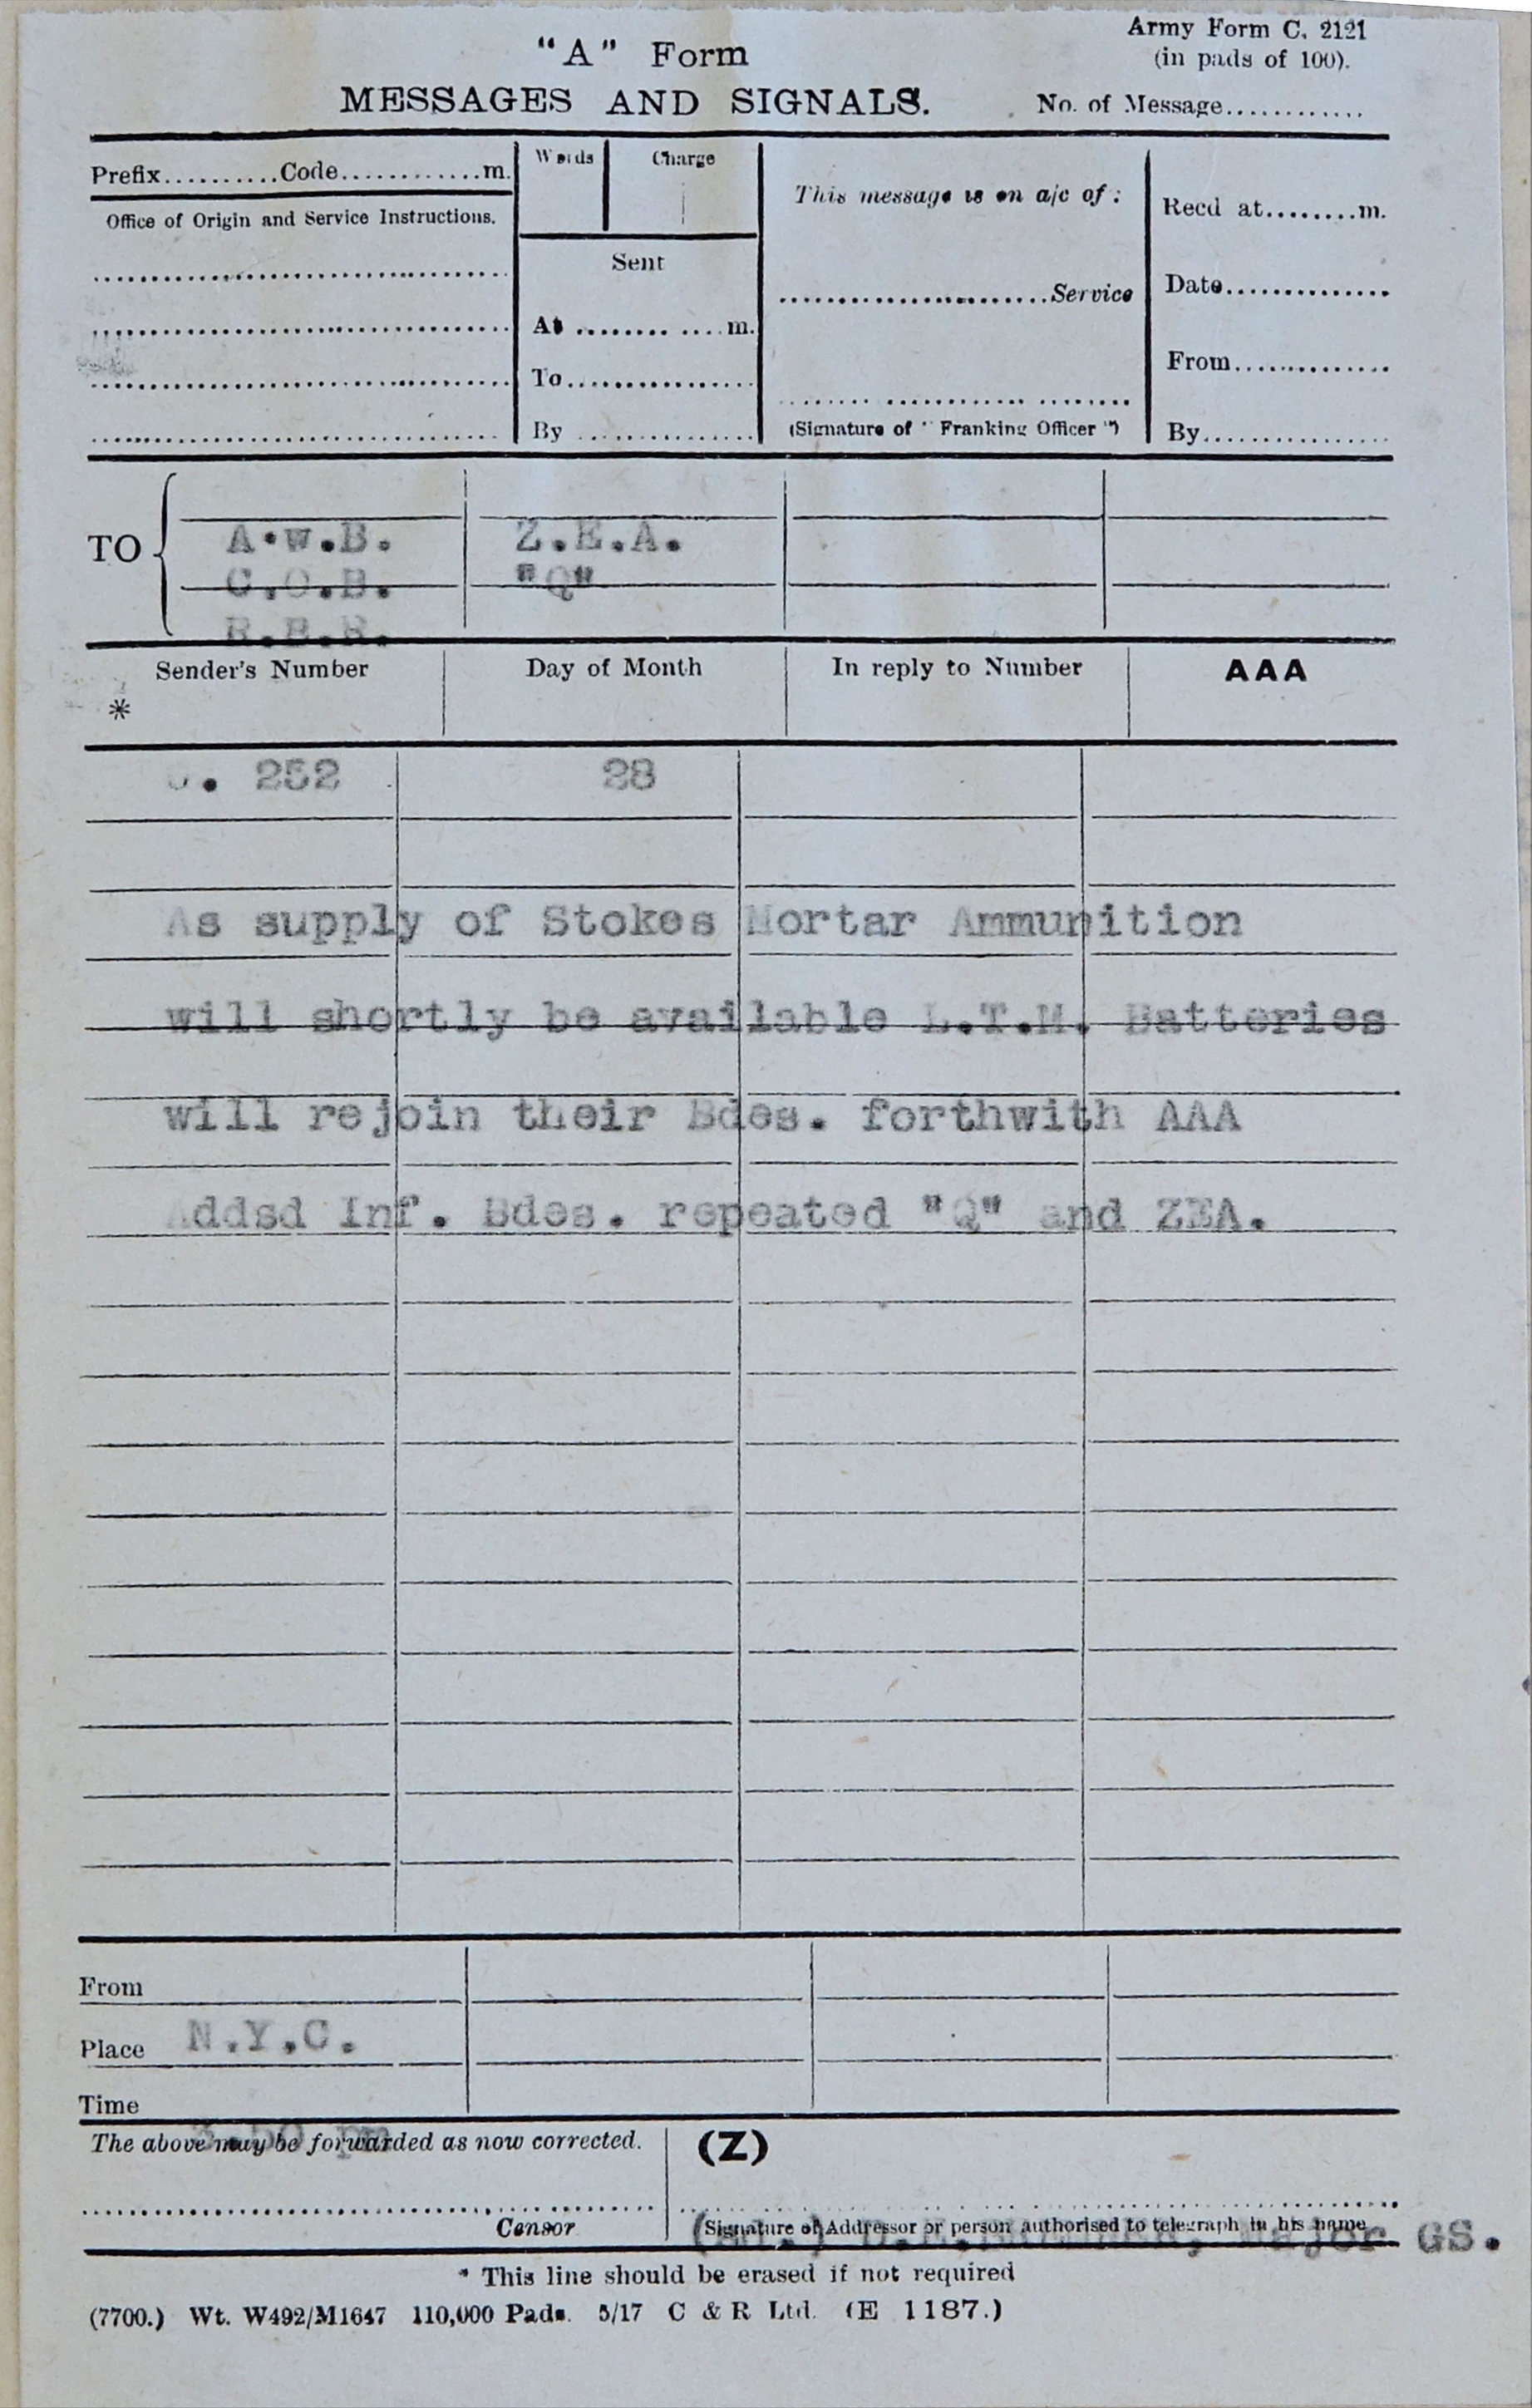 "A" Form
Army Form C. 2121
(in pads of 100).
MESSAGES AND SIGNALS.
No. of Message............
Prefix..........Code............m.
Words
Charge
This message is on a/c of :
Recd at........m.
Office of Origin and Service Instructions.
Sent
Date..............
........................Service
At ........ ....m.
From..............
To................
By ................
(Signature of "Franking Officer")
By................
TO
A.W.B. Z.E.A.
C.O.B. "Q"
Sender's Number
Day of Month
In reply to Number
AAA
*
. 252 28
As supply of Stokes Mortar Ammunition
will shortly be available L.T.M. Batteries
will rejoin their Bdes. forthwith AAA
Addsd Inf. Bdes. repeated "Q" and ZEA.
From
Place N.Y.C.
Time
The above may be forwarded as now corrected.
(Z)
Censor
(Signature of Addressor or person authorised to telegraph in his name
Major GS.
* This line should be erased if not required
(7700.) Wt. W492/M1647 110,000 Pads. 5/17 C & R Ltd. (E 1187.)